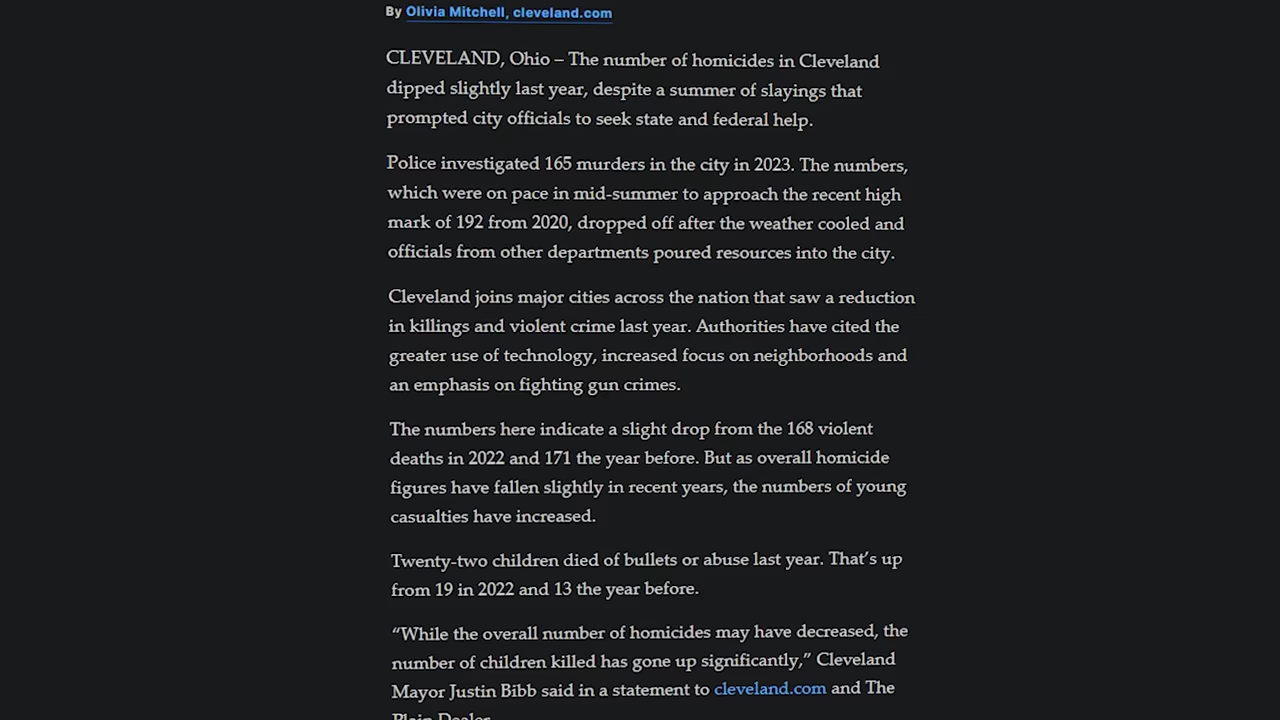 By Olivia Mitchell, cleveland.com
CLEVELAND, Ohio – The number of homicides in Cleveland
dipped slightly last year, despite a summer of slayings that
prompted city officials to seek state and federal help.
Police investigated 165 murders in the city in 2023. The numbers,
which were on pace in mid-summer to approach the recent high
mark of 192 from 2020, dropped off after the weather cooled and
officials from other departments poured resources into the city.
Cleveland joins major cities across the nation that saw a reduction
in killings and violent crime last year. Authorities have cited the
greater use of technology, increased focus on neighborhoods and
an emphasis on fighting gun crimes.
The numbers here indicate a slight drop from the 168 violent
deaths in 2022 and 171 the year before. But as overall homicide
figures have fallen slightly in recent years, the numbers of young
casualties have increased.
Twenty-two children died of bullets or abuse last year. That’s up
from 19 in 2022 and 13 the year before.
“While the overall number of homicides may have decreased, the
number of children killed has gone up significantly,” Cleveland
Mayor Justin Bibb said in a statement to cleveland.com and The
Plain Dealer